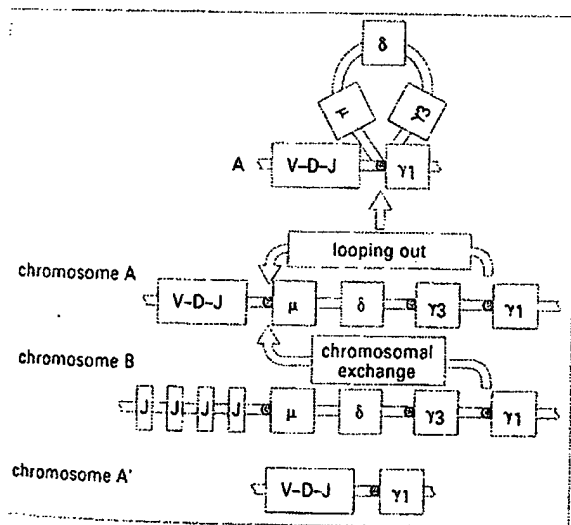 δ
μ γ3
A V–D–J γ1
looping out
chromosome A
V–D–J μ δ γ3 γ1
chromosomal
exchange
chromosome B
J J J J μ δ γ3 γ1
chromosome A'
V–D–J γ1